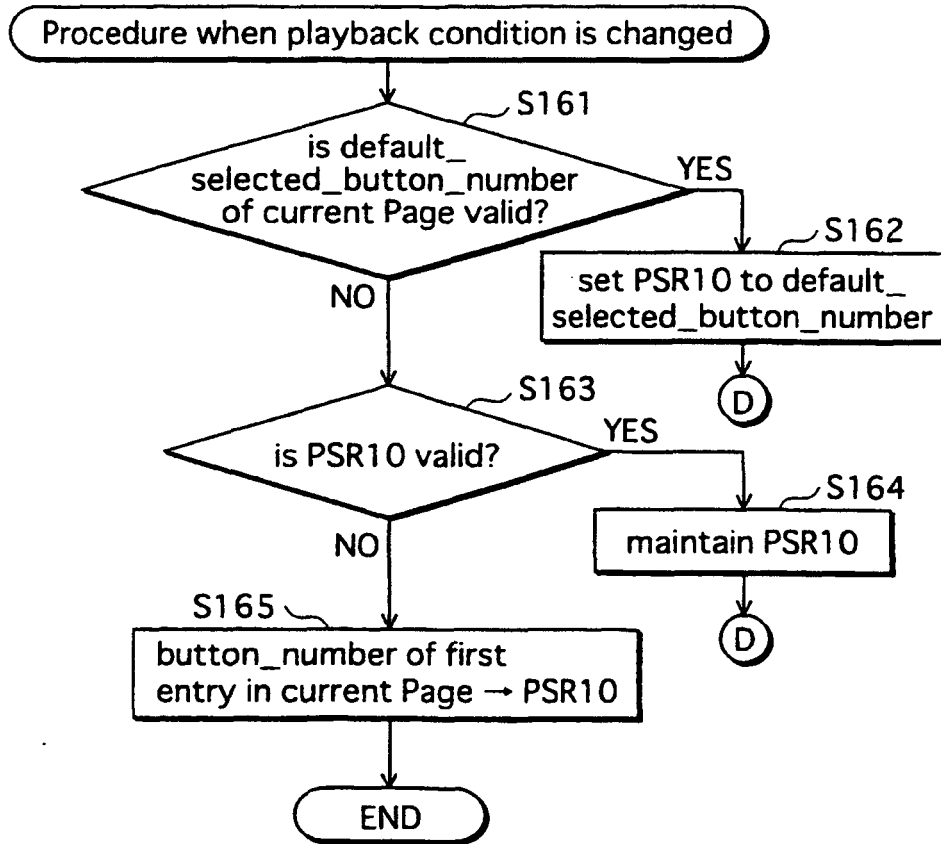 Procedure when playback condition is changed
S161
is default_
selected_button_number
of current Page valid?
YES
NO
S162
set PSR10 to default_
selected_button_number
D
S163
is PSR10 valid?
YES
NO
S164
maintain PSR10
D
S165
button_number of first
entry in current Page → PSR10
END